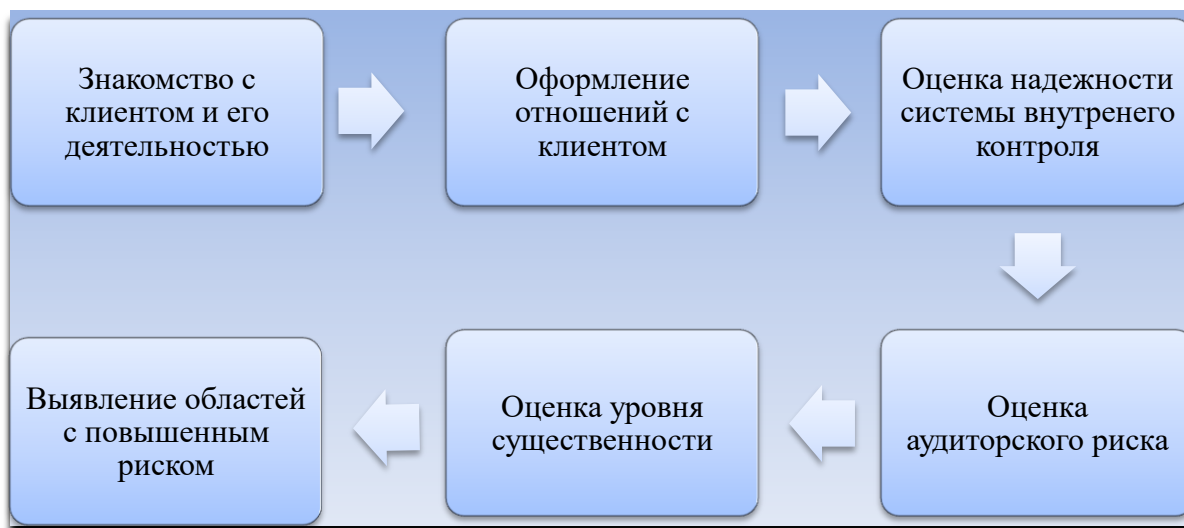 Знакомство с
клиентом и его
деятельностью
Оформление
отношений с
клиентом
Оценка надежности
системы внутренего
контроля
Оценка
аудиторского риска
Оценка уровня
существенности
Выявление областей
с повышенным
риском